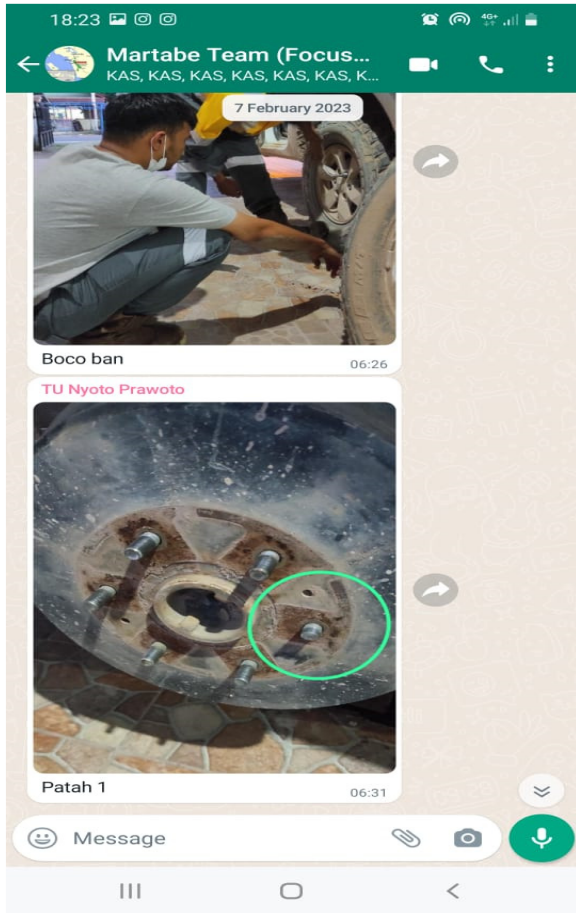 18:23
4G+
Martabe Team (Focus...
KAS, KAS, KAS, KAS, KAS, KAS, K...
7 February 2023
Boco ban
06:26
TU Nyoto Prawoto
Patah 1
06:31
Message